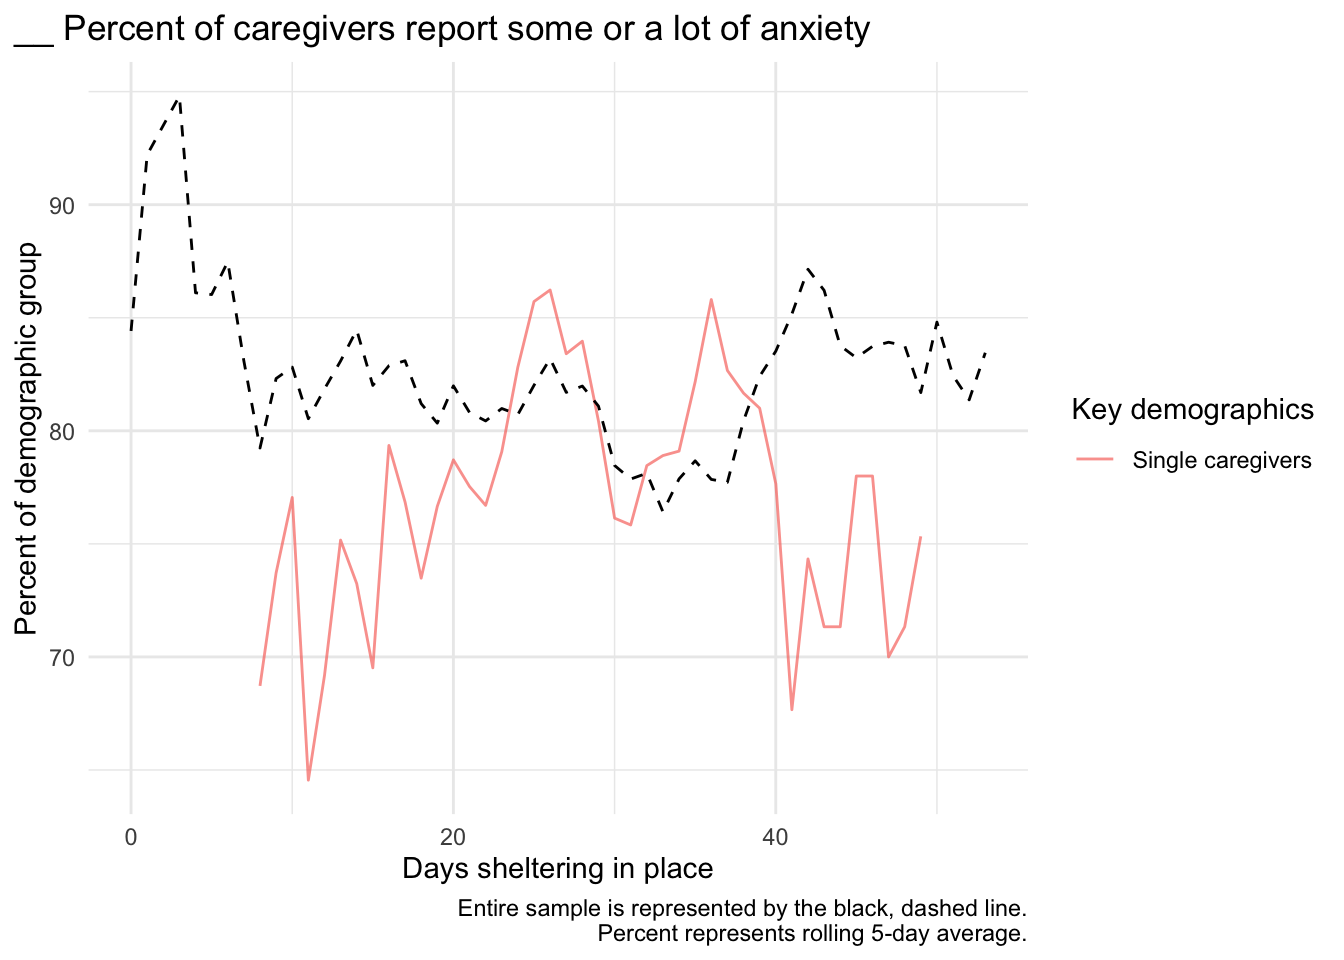 __ Percent of caregivers report some or a lot of anxiety
90
80
70
Percent of demographic group
0 20 40
Days sheltering in place
Key demographics
Single caregivers
Entire sample is represented by the black, dashed line.
Percent represents rolling 5-day average.